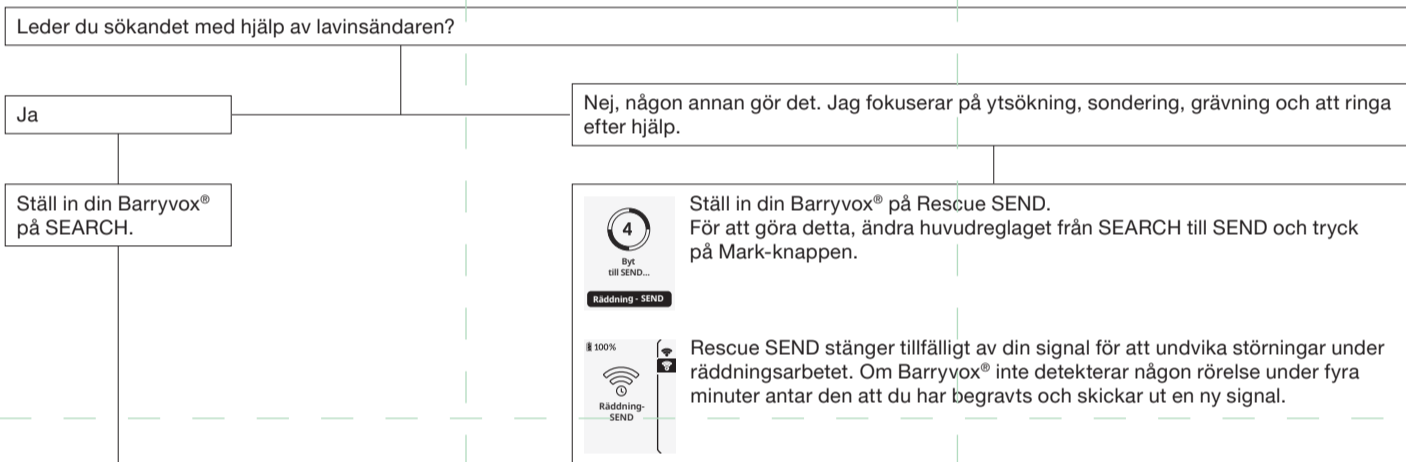 Leder du sökandet med hjälp av lavinsändaren?
Ja
Nej, någon annan gör det. Jag fokuserar på ytsökning, sondering, grävning och att ringa
efter hjälp.
Ställ in din Barryvox®
på SEARCH.
4
Byt
till SEND...
Räddning - SEND
Ställ in din Barryvox® på Rescue SEND.
För att göra detta, ändra huvudreglaget från SEARCH till SEND och tryck
på Mark-knappen.
100%
Räddning-
SEND
Rescue SEND stänger tillfälligt av din signal för att undvika störningar under
räddningsarbetet. Om Barryvox® inte detekterar någon rörelse under fyra
minuter antar den att du har begravts och skickar ut en ny signal.